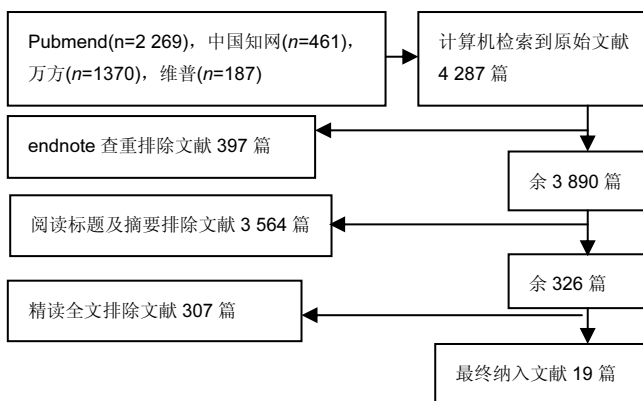 Pubmend(n=2 269)，中国知网(n=461)，
万方(n=1370)，维普(n=187)
计算机检索到原始文献
4 287 篇
endnote 查重排除文献 397 篇
余 3 890 篇
阅读标题及摘要排除文献 3 564 篇
余 326 篇
精读全文排除文献 307 篇
最终纳入文献 19 篇